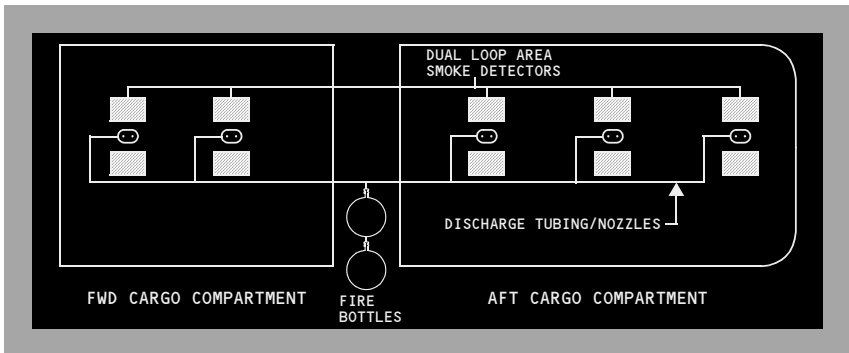 DUAL LOOP AREA
SMOKE DETECTORS
DISCHARGE TUBING/NOZZLES
FWD CARGO COMPARTMENT
FIRE
BOTTLES
AFT CARGO COMPARTMENT